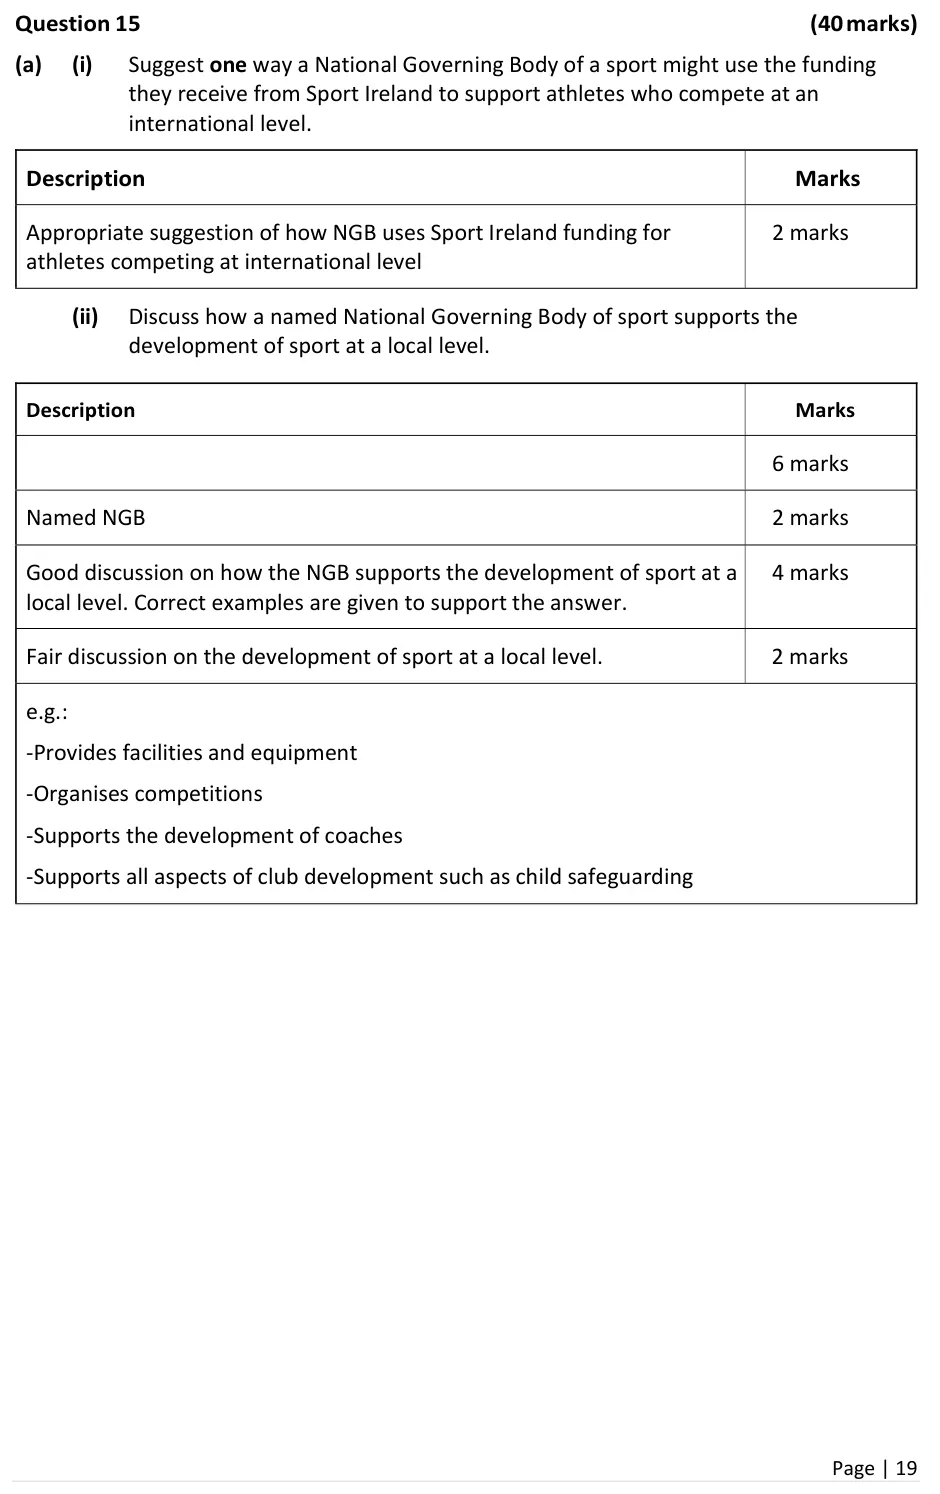 Question 15 (40 marks)
(a) (i) Suggest one way a National Governing Body of a sport might use the funding
they receive from Sport Ireland to support athletes who compete at an
international level.
Description Marks
Appropriate suggestion of how NGB uses Sport Ireland funding for 2 marks
athletes competing at international level
(ii) Discuss how a named National Governing Body of sport supports the
development of sport at a local level.
Description Marks
6 marks
Named NGB 2 marks
Good discussion on how the NGB supports the development of sport at a 4 marks
local level. Correct examples are given to support the answer.
Fair discussion on the development of sport at a local level. 2 marks
e.g.:
-Provides facilities and equipment
-Organises competitions
-Supports the development of coaches
-Supports all aspects of club development such as child safeguarding
Page | 19